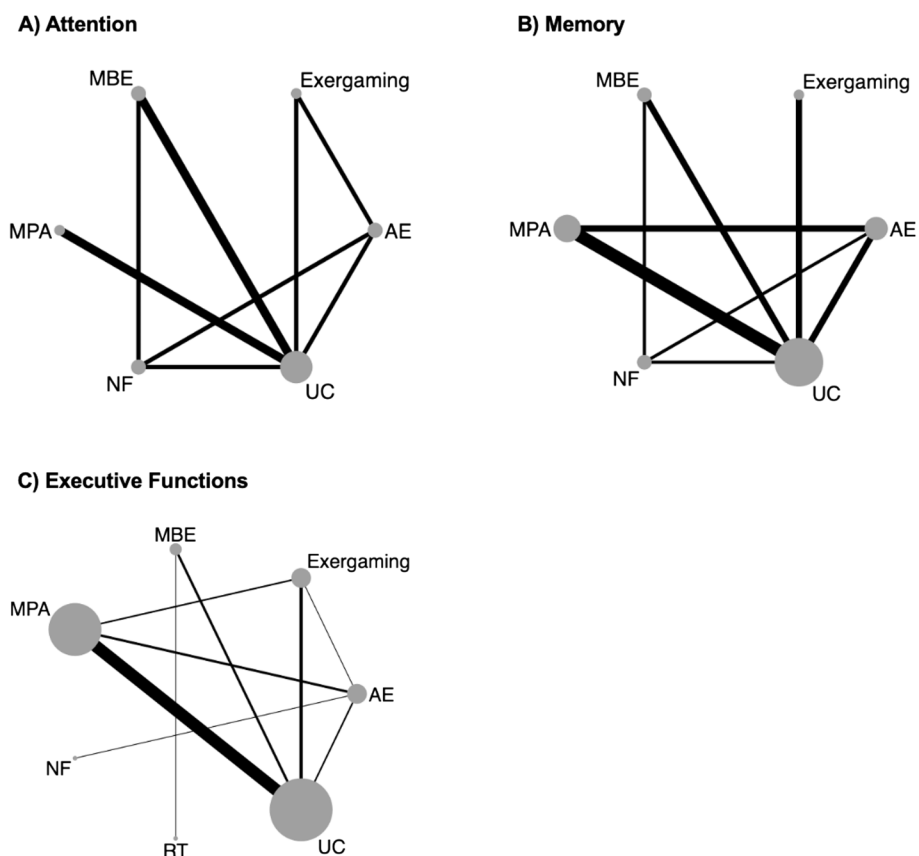 A) Attention
B) Memory
MBE
Exergaming
MPA
AE
NF
UC
MBE
Exergaming
MPA
AE
NF
UC
C) Executive Functions
MBE
Exergaming
MPA
AE
NF
UC
RT